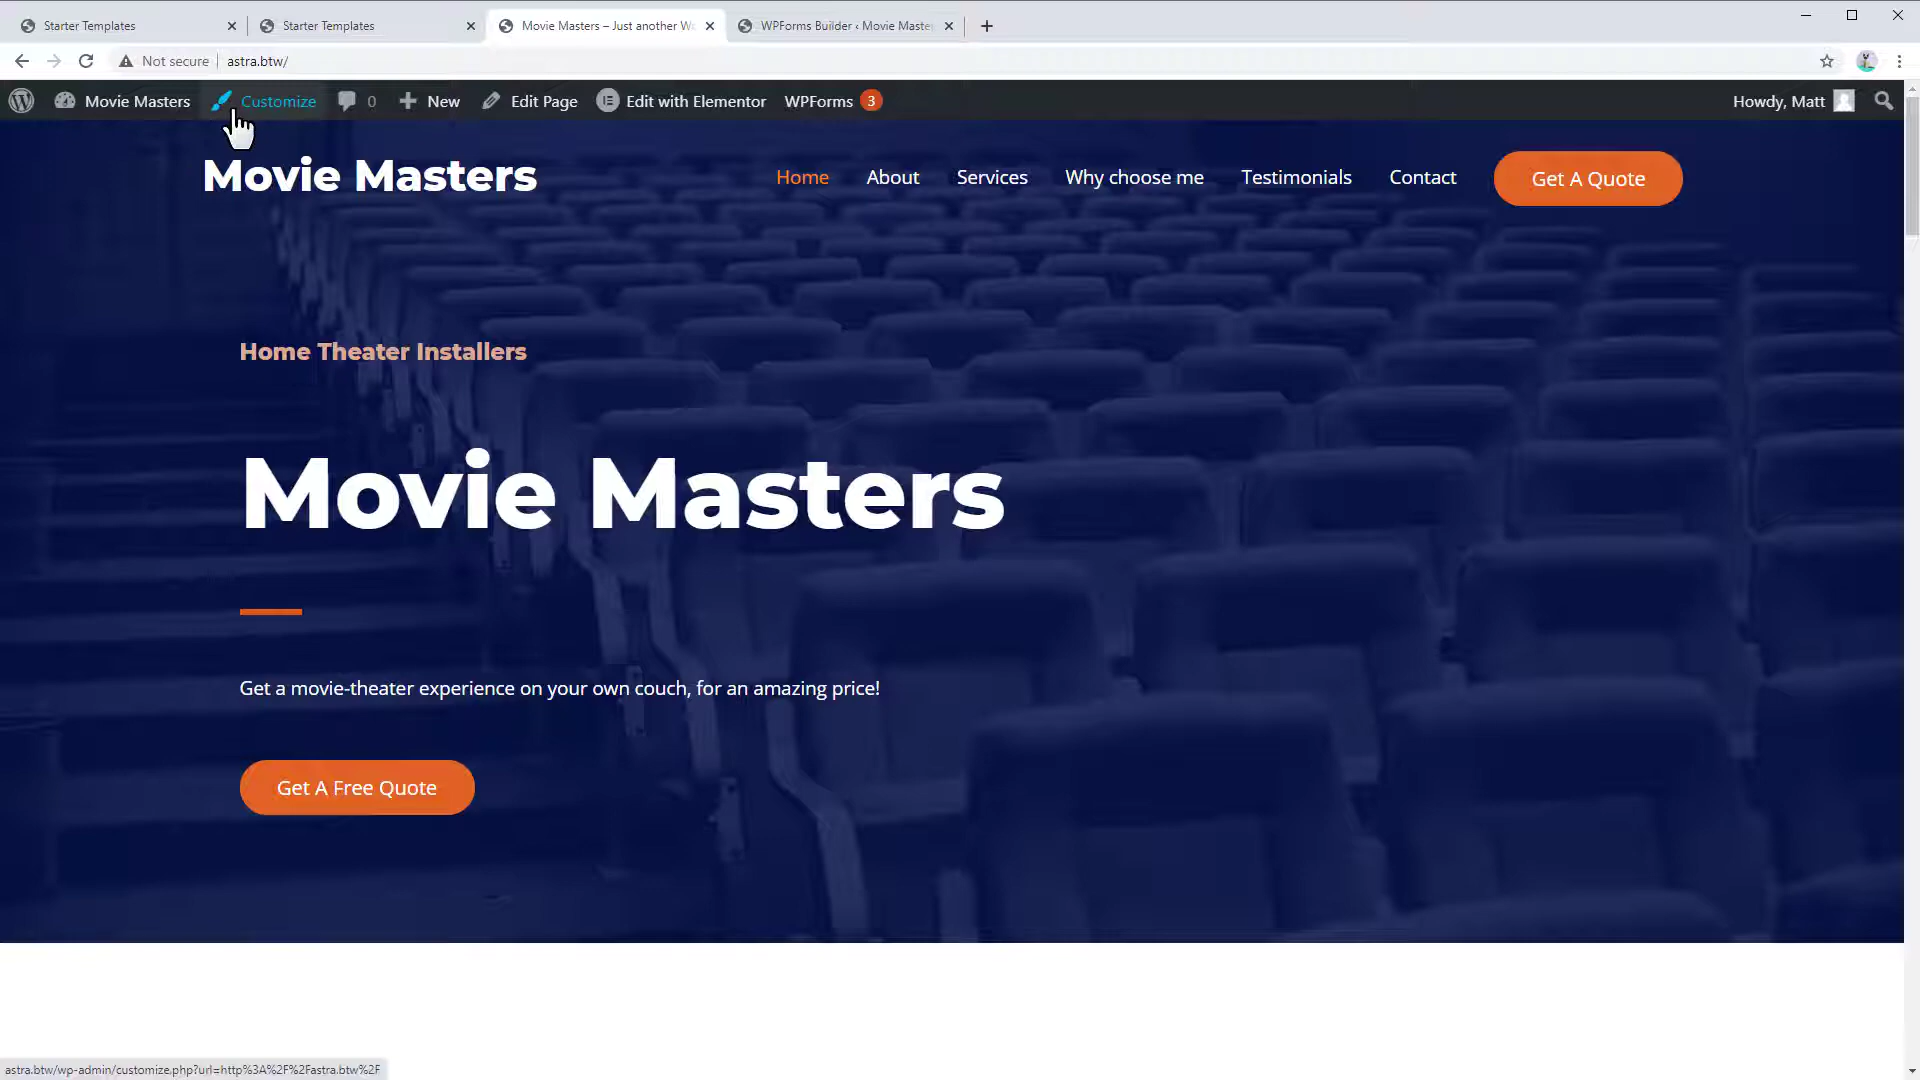 Starter Templates
Starter Templates
Movie Masters – Just another W
WPForms Builder ‹ Movie Maste
Not secure
astra.btw/
Movie Masters
Customize
0
New
Edit Page
Edit with Elementor
WPForms
3
Howdy, Matt
Movie Masters
Home
About
Services
Why choose me
Testimonials
Contact
Get A Quote
Home Theater Installers
Movie Masters
Get a movie-theater experience on your own couch, for an amazing price!
Get A Free Quote
astra.btw/wp-admin/customize.php?url=http%3A%2F%2Fastra.btw%2F